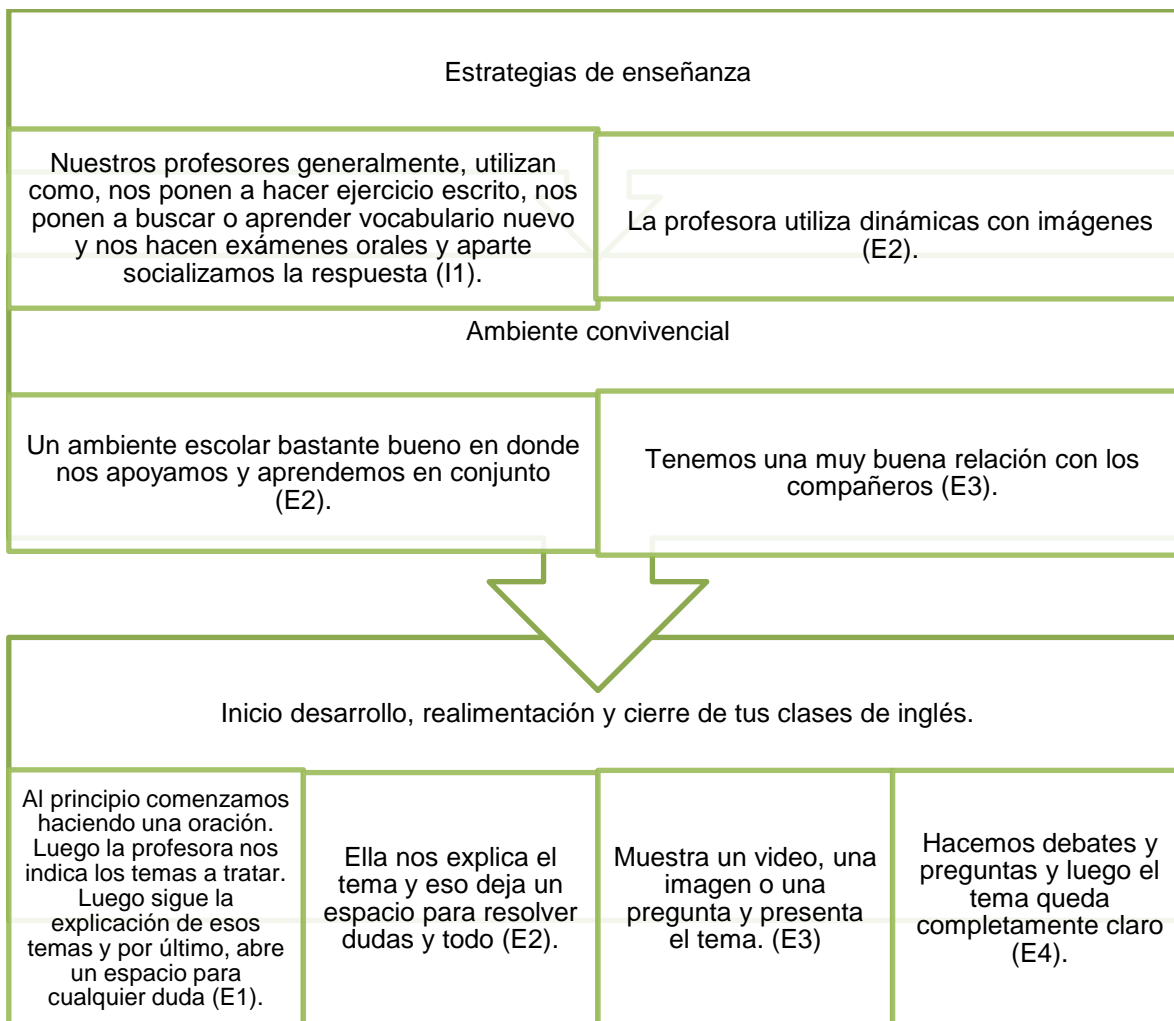 Estrategias de enseñanza
Nuestros profesores generalmente, utilizan
como, nos ponen a hacer ejercicio escrito, nos
ponen a buscar o aprender vocabulario nuevo
y nos hacen exámenes orales y aparte
socializamos la respuesta (I1).
La profesora utiliza dinámicas con imágenes
(E2).
Ambiente convivencial
Un ambiente escolar bastante bueno en donde
nos apoyamos y aprendemos en conjunto
(E2).
Tenemos una muy buena relación con los
compañeros (E3).
Inicio desarrollo, realimentación y cierre de tus clases de inglés.
Al principio comenzamos
haciendo una oración.
Luego la profesora nos
indica los temas a tratar.
Luego sigue la
explicación de esos
temas y por último, abre
un espacio para
cualquier duda (E1).
Ella nos explica el
tema y eso deja un
espacio para resolver
dudas y todo (E2).
Muestra un video, una
imagen o una
pregunta y presenta
el tema. (E3)
Hacemos debates y
preguntas y luego el
tema queda
completamente claro
(E4).